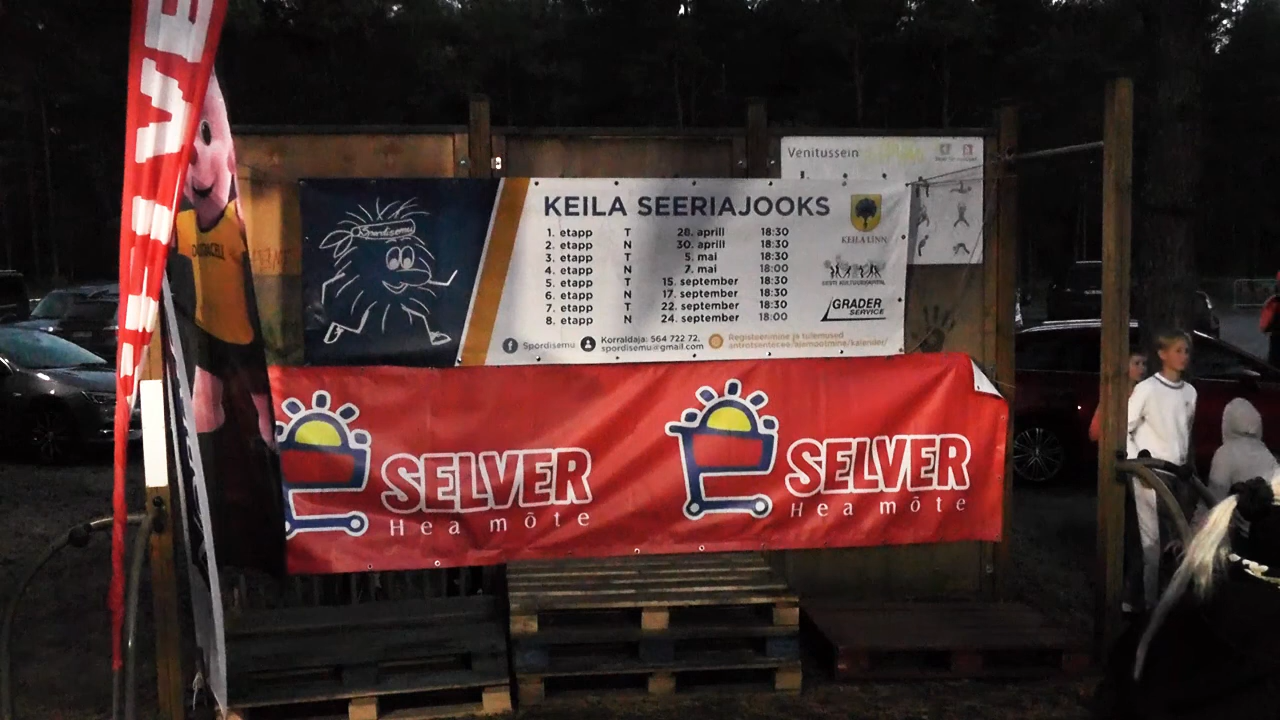 LVE
DURACELL
Venitussein
Spordisemu
KEILA SEERIAJOOKS
1. etapp T 28. aprill 18:30
2. etapp N 30. aprill 18:30
3. etapp T 5. mai 18:30
4. etapp N 7. mai 18:00
5. etapp T 15. september 18:30
6. etapp N 17. september 18:30
7. etapp T 22. september 18:30
8. etapp N 24. september 18:00
KEILA LINN
EESTI KULTUURKAPITAL
GRADER
SERVICE
Spordisemu
Korraldaja: 564 722 72,
spordisemu@gmail.com
Registreerimine ja tulemused
SELVER
Hea mõte
SELVER
Hea mõte